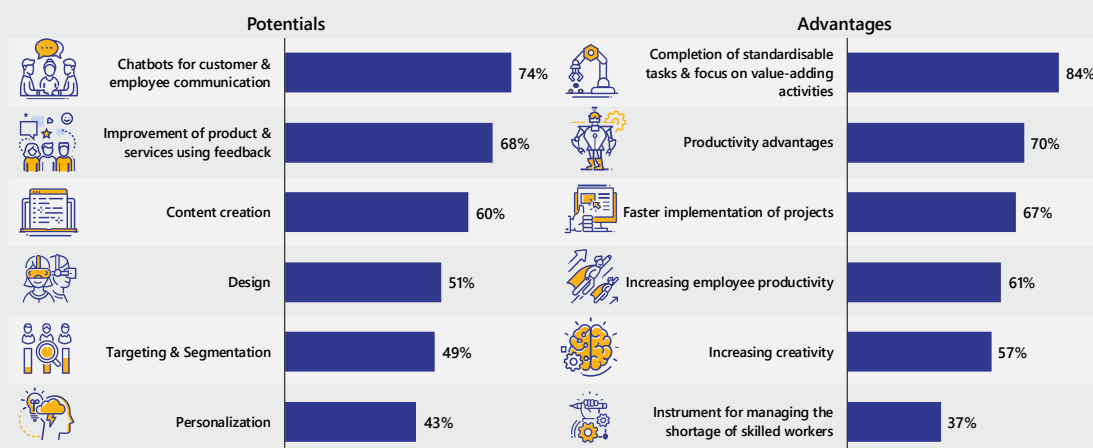 Potentials
Chatbots for customer &
employee communication
74%
Improvement of product &
services using feedback
68%
Content creation
60%
Design
51%
Targeting & Segmentation
49%
Personalization
43%
Advantages
Completion of standardisable
tasks & focus on value-adding
activities
84%
Productivity advantages
70%
Faster implementation of projects
67%
Increasing employee productivity
61%
Increasing creativity
57%
Instrument for managing the
shortage of skilled workers
37%